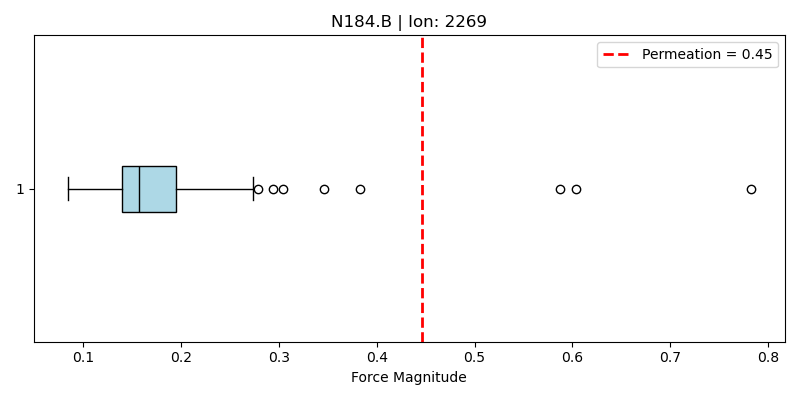 N184.B | Ion: 2269
Permeation = 0.45
1
0.1 0.2 0.3 0.4 0.5 0.6 0.7 0.8
Force Magnitude